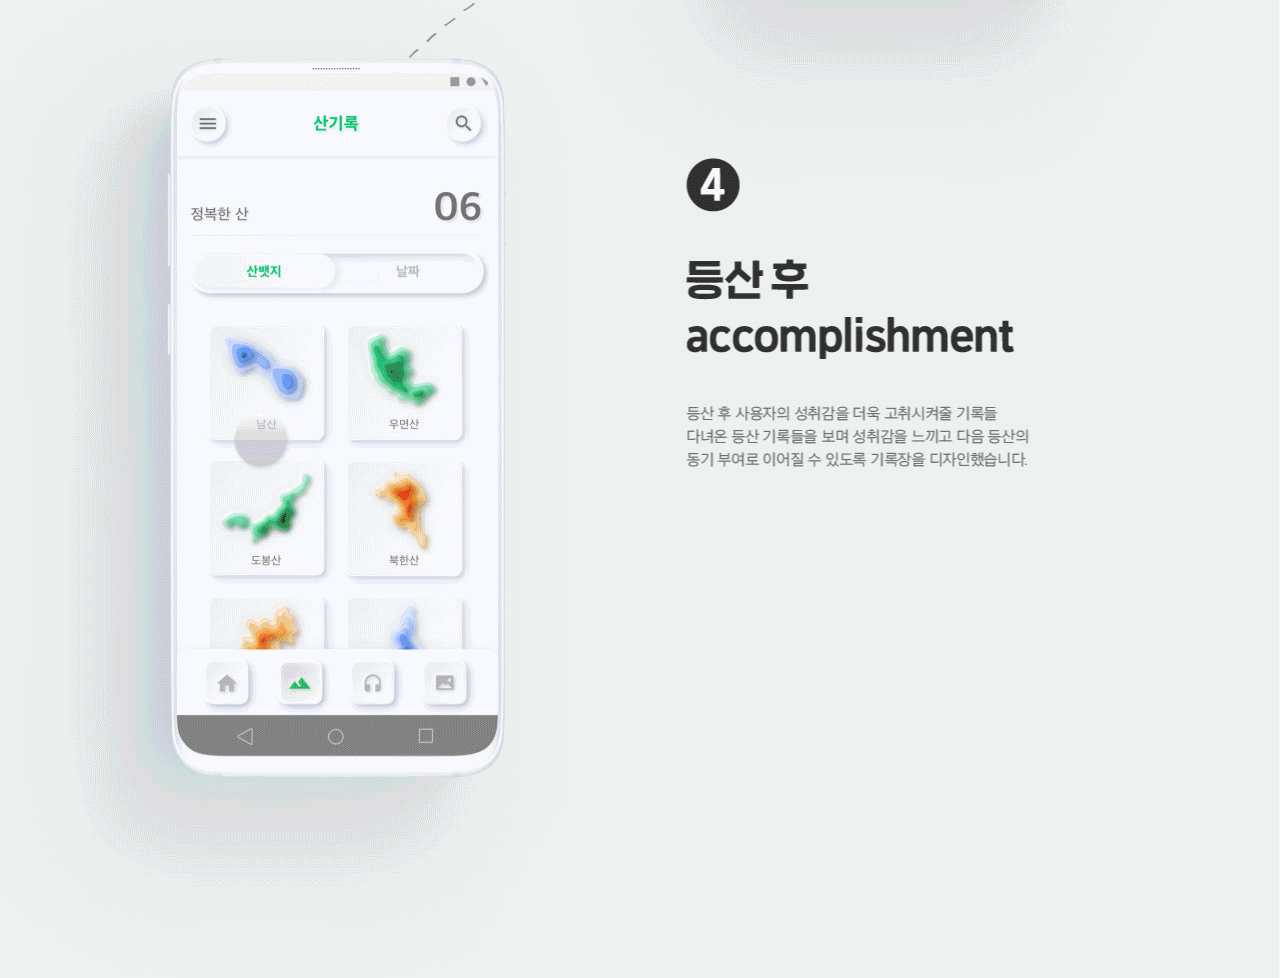 산기록
정복한 산
06
산뱃지
날짜
남산
우면산
도봉산
북한산
4
등산 후
accomplishment
등산 후 사용자의 성취감을 더욱 고취시켜줄 기록들
다녀온 등산 기록들을 보며 성취감을 느끼고 다음 등산의
동기 부여로 이어질 수 있도록 기록장을 디자인했습니다.